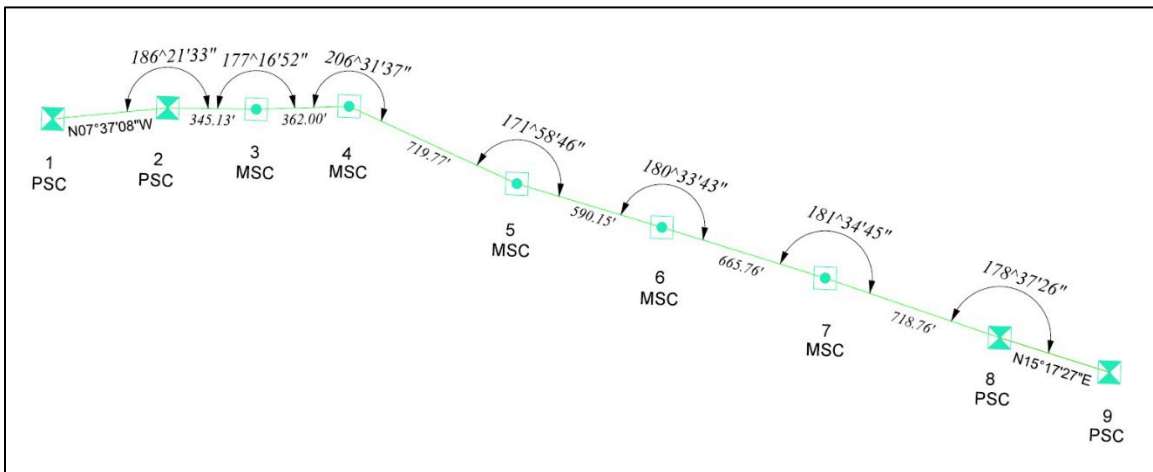 186^21'33"
177^16'52"
206^31'37"
N07°37'08"W
345.13'
362.00'
719.77'
171^58'46"
180^33'43"
181^34'45"
178^37'26"
590.15'
665.76'
718.76'
N15°17'27"E
1
PSC
2
PSC
3
MSC
4
MSC
5
MSC
6
MSC
7
MSC
8
PSC
9
PSC